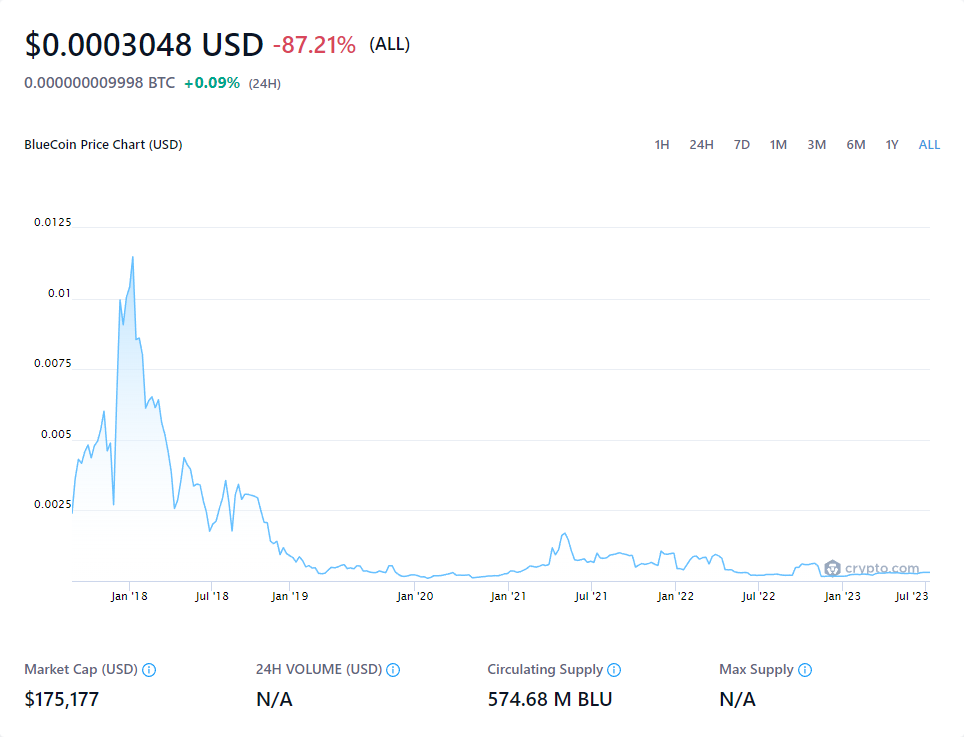 $0.0003048 USD -87.21% (ALL)
0.000000009998 BTC +0.09% (24H)
BlueCoin Price Chart (USD) 1H 24H 7D 1M 3M 6M 1Y ALL
0.0125
0.01
0.0075
0.005
0.0025
crypto.com
Jan '18 Jul '18 Jan '19 Jan '20 Jan '21 Jul '21 Jan '22 Jul '22 Jan '23 Jul '23
Market Cap (USD) 24H VOLUME (USD) Circulating Supply Max Supply
$175,177 N/A 574.68 M BLU N/A